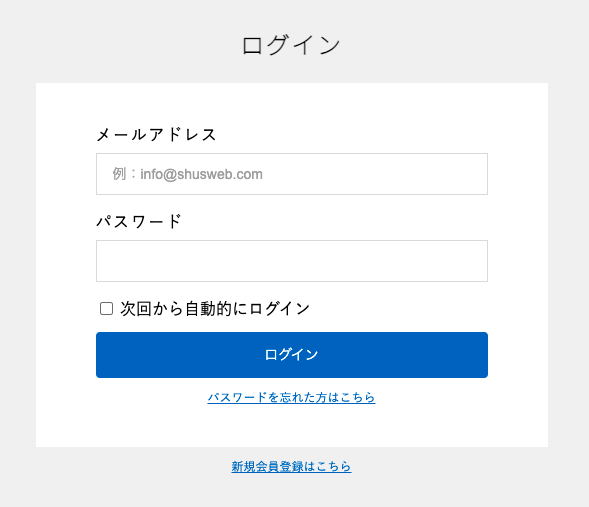 ログイン
メールアドレス
例：info@shusweb.com
パスワード
次回から自動的にログイン
ログイン
パスワードを忘れた方はこちら
新規会員登録はこちら